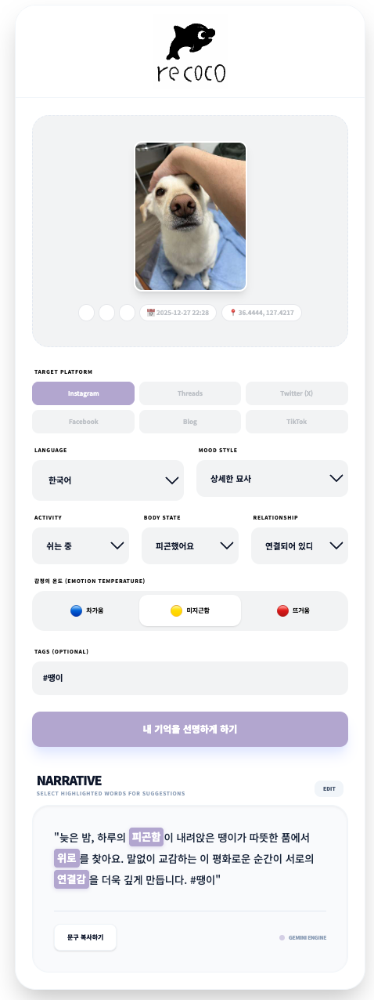 re coco
2025-12-27 22:28
36.4444, 127.4217
TARGET PLATFORM
Instagram
Threads
Twitter (X)
Facebook
Blog
TikTok
LANGUAGE
MOOD STYLE
한국어
상세한 묘사
ACTIVITY
BODY STATE
RELATIONSHIP
쉬는 중
피곤했어요
연결되어 있디
감정의 온도 (EMOTION TEMPERATURE)
차가움
미지근함
뜨거움
TAGS (OPTIONAL)
#땡이
내 기억을 선명하게 하기
NARRATIVE
SELECT HIGHLIGHTED WORDS FOR SUGGESTIONS
EDIT
"늦은 밤, 하루의 피곤함이 내려앉은 땡이가 따뜻한 품에서
위로를 찾아요. 말없이 교감하는 이 평화로운 순간이 서로의
연결감을 더욱 깊게 만듭니다. #땡이"
문구 복사하기
GEMINI ENGINE